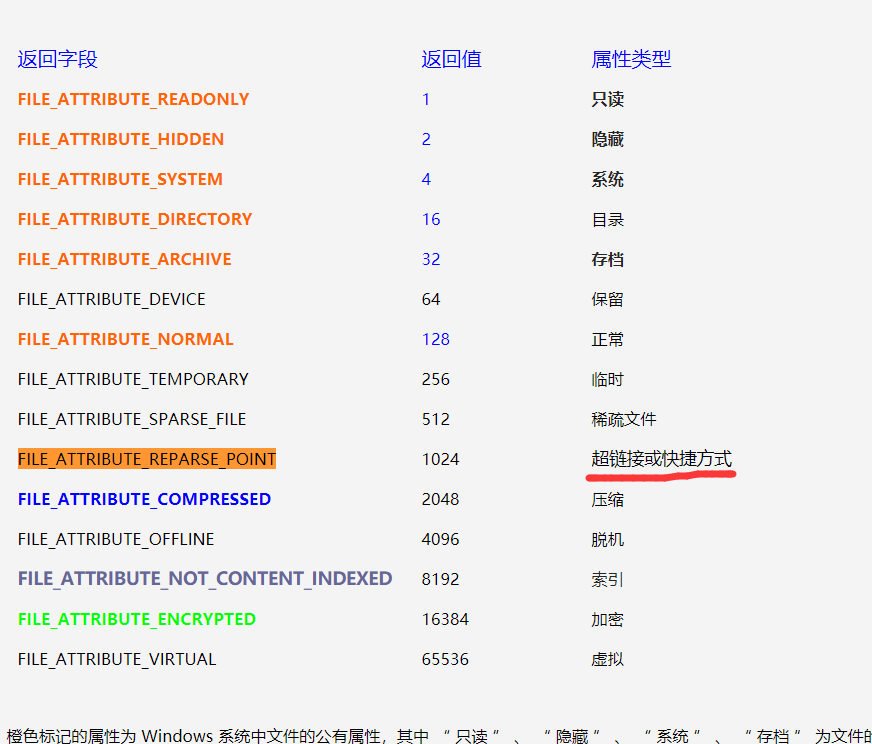 返回字段 返回值 属性类型
FILE_ATTRIBUTE_READONLY 1 只读
FILE_ATTRIBUTE_HIDDEN 2 隐藏
FILE_ATTRIBUTE_SYSTEM 4 系统
FILE_ATTRIBUTE_DIRECTORY 16 目录
FILE_ATTRIBUTE_ARCHIVE 32 存档
FILE_ATTRIBUTE_DEVICE 64 保留
FILE_ATTRIBUTE_NORMAL 128 正常
FILE_ATTRIBUTE_TEMPORARY 256 临时
FILE_ATTRIBUTE_SPARSE_FILE 512 稀疏文件
FILE_ATTRIBUTE_REPARSE_POINT 1024 超链接或快捷方式
FILE_ATTRIBUTE_COMPRESSED 2048 压缩
FILE_ATTRIBUTE_OFFLINE 4096 脱机
FILE_ATTRIBUTE_NOT_CONTENT_INDEXED 8192 索引
FILE_ATTRIBUTE_ENCRYPTED 16384 加密
FILE_ATTRIBUTE_VIRTUAL 65536 虚拟
橙色标记的属性为 Windows 系统中文件的公有属性，其中 “ 只读 ” 、 “ 隐藏 ” 、 “ 系统 ” 、 “ 存档 ” 为文件的